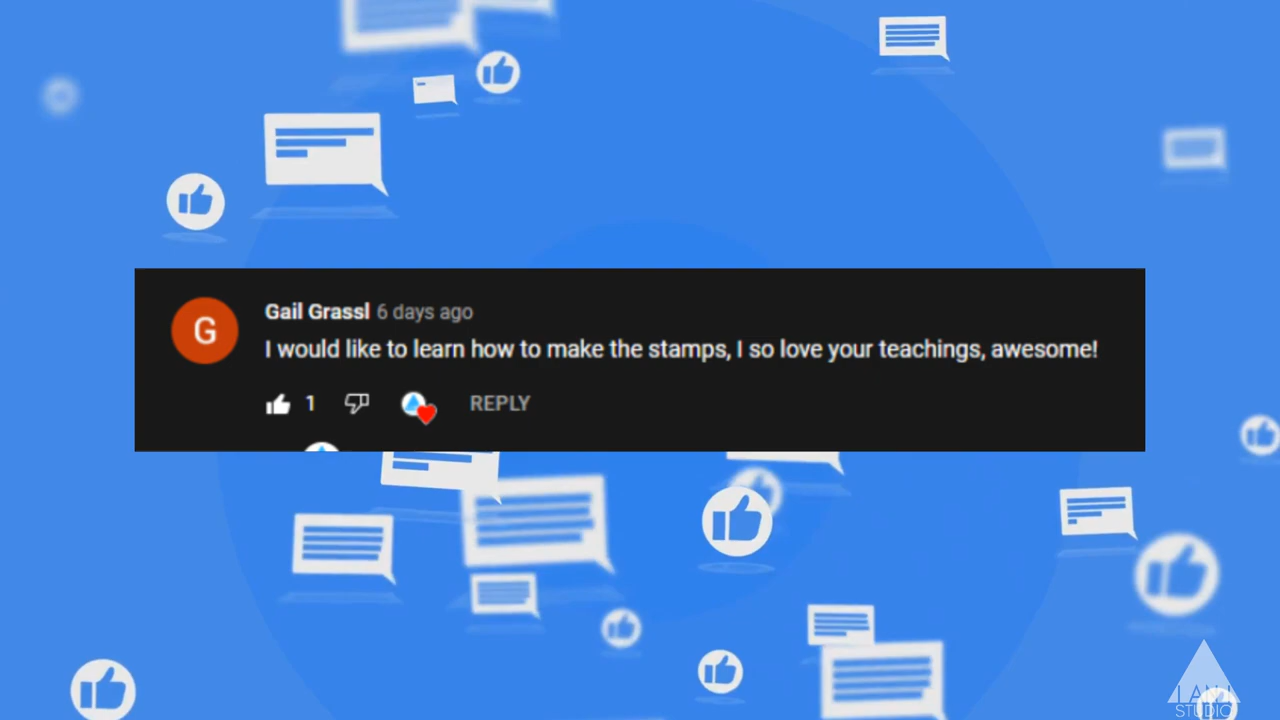 Gail Grassl 6 days ago
I would like to learn how to make the stamps, I so love your teachings, awesome!
1 REPLY
STUDIO